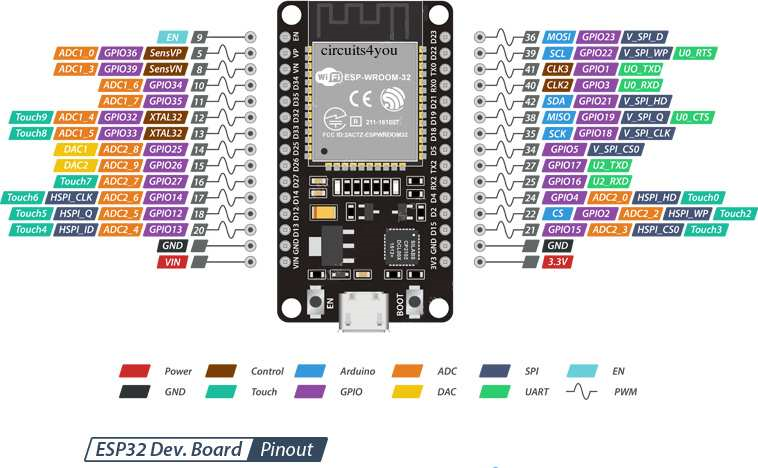 EN 9
ADC1_0 GPIO36 SensVP 5
ADC1_3 GPIO39 SensVN 8
ADC1_6 GPIO34 10
ADC1_7 GPIO35 11
Touch9 ADC1_4 GPIO32 XTAL32 12
Touch8 ADC1_5 GPIO33 XTAL32 13
DAC1 ADC2_8 GPIO25 14
DAC2 ADC2_9 GPIO26 15
Touch7 ADC2_7 GPIO27 16
Touch6 HSPI_CLK ADC2_6 GPIO14 17
Touch5 HSPI_Q ADC2_5 GPIO12 18
Touch4 HSPI_ID ADC2_4 GPIO13 20
GND
VIN
EN
VP
VN
D34
D35
D32
D33
D25
D26
D27
D14
D12
D13
GND
VIN
circuits4you
WiFi ESP-WROOM-32
R 211-161007
FCC ID:2AC7Z-ESPWROOM32
SILABS
CP2102
EN
BOOT
D23
D22
TX0
RX0
D21
D19
D18
D5
TX2
RX2
D4
D2
D15
GND
3V3
36 MOSI GPIO23 V_SPI_D
39 SCL GPIO22 V_SPI_WP U0_RTS
41 CLK3 GPIO1 UO_TXD
40 CLK2 GPIO3 U0_RXD
42 SDA GPIO21 V_SPI_HD
38 MISO GPIO19 V_SPI_Q U0_CTS
35 SCK GPIO18 V_SPI_CLK
34 GPIO5 V_SPI_CS0
27 GPIO17 U2_TXD
25 GPIO16 U2_RXD
24 GPIO4 ADC2_0 HSPI_HD Touch0
22 CS GPIO02 ADC2_2 HSPI_WP Touch2
21 GPIO15 ADC2_3 HSPI_CS0 Touch3
GND
3.3V
Power Control Arduino ADC SPI EN
GND Touch GPIO DAC UART PWM
ESP32 Dev. Board Pinout